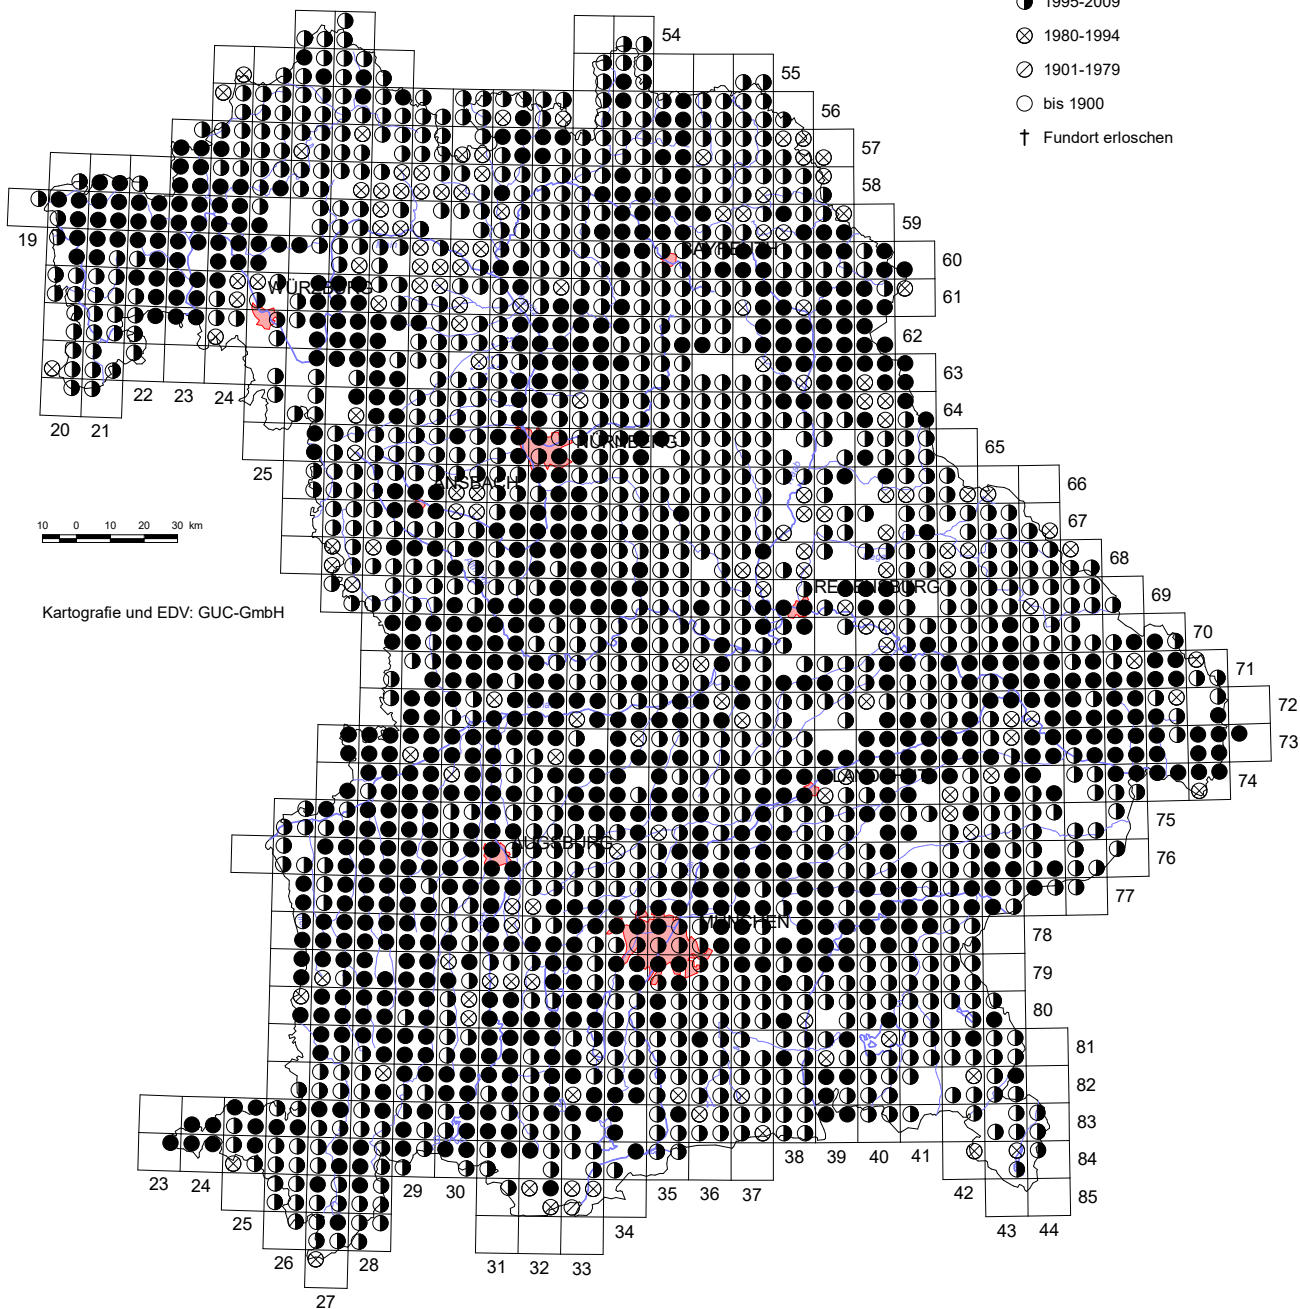 1995-2009
1980-1994
1901-1979
bis 1900
† Fundort erloschen
54
55
56
57
58
59
60
61
62
63
64
65
66
67
68
69
70
71
72
73
74
75
76
77
78
79
80
81
82
83
84
85
19
20 21
22 23 24
25
BAYREUTH
WÜRZBURG
NÜRNBERG
ANSBACH
REGENSBURG
LANDSHUT
AUGSBURG
MÜNCHEN
10 0 10 20 30 km
Kartografie und EDV: GUC-GmbH
23 24
25
26
27
28
29 30
31 32 33
34
35 36 37
38 39 40 41
42
43 44